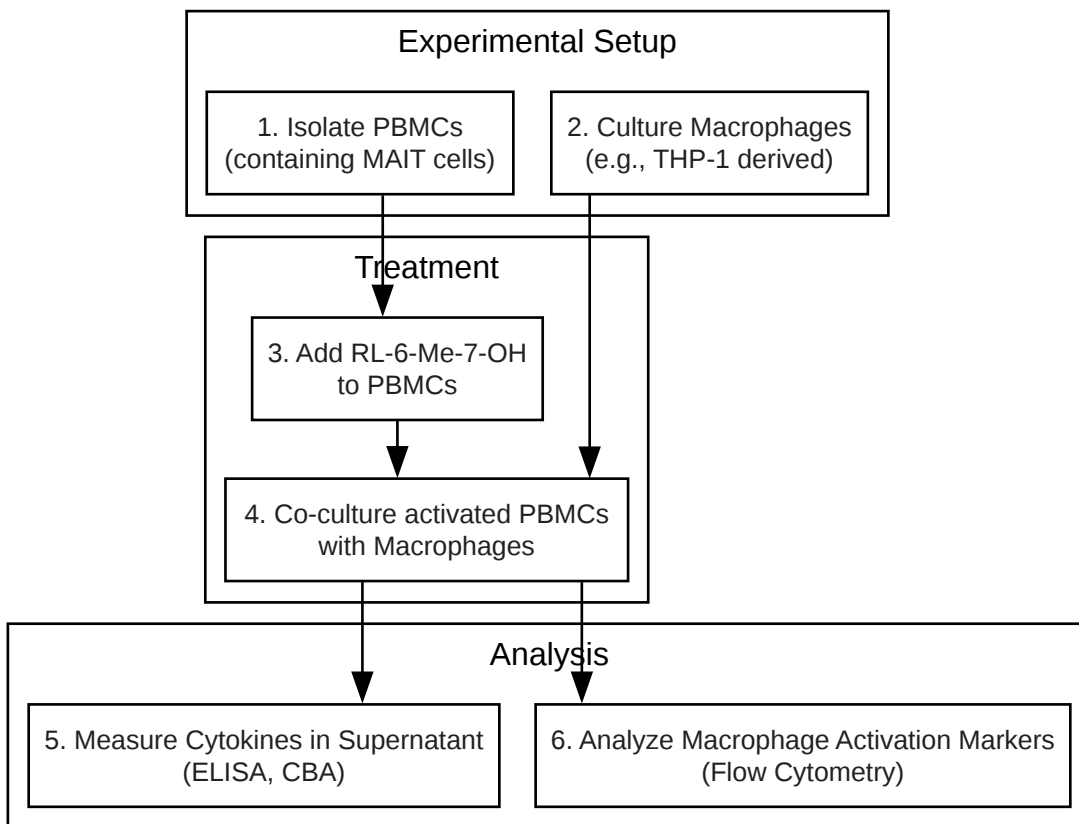 Experimental Setup
1. Isolate PBMCs
(containing MAIT cells)
2. Culture Macrophages
(e.g., THP-1 derived)
Treatment
3. Add RL-6-Me-7-OH
to PBMCs
4. Co-culture activated PBMCs
with Macrophages
Analysis
5. Measure Cytokines in Supernatant
(ELISA, CBA)
6. Analyze Macrophage Activation Markers
(Flow Cytometry)